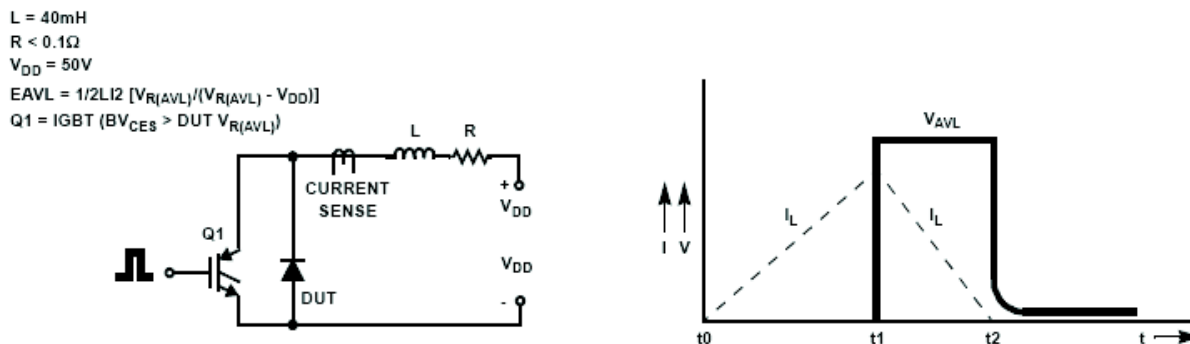 L = 40mH
R < 0.1Ω
VDD = 50V
EAVL = 1/2LI2 [VR(AVL)/(VR(AVL) - VDD)]
Q1 = IGBT (BVCES > DUT VR(AVL))
L R
CURRENT
SENSE
+
VDD
Q1
VDD
DUT
-
VAVL
IL IL
I V
t0 t1 t2 t